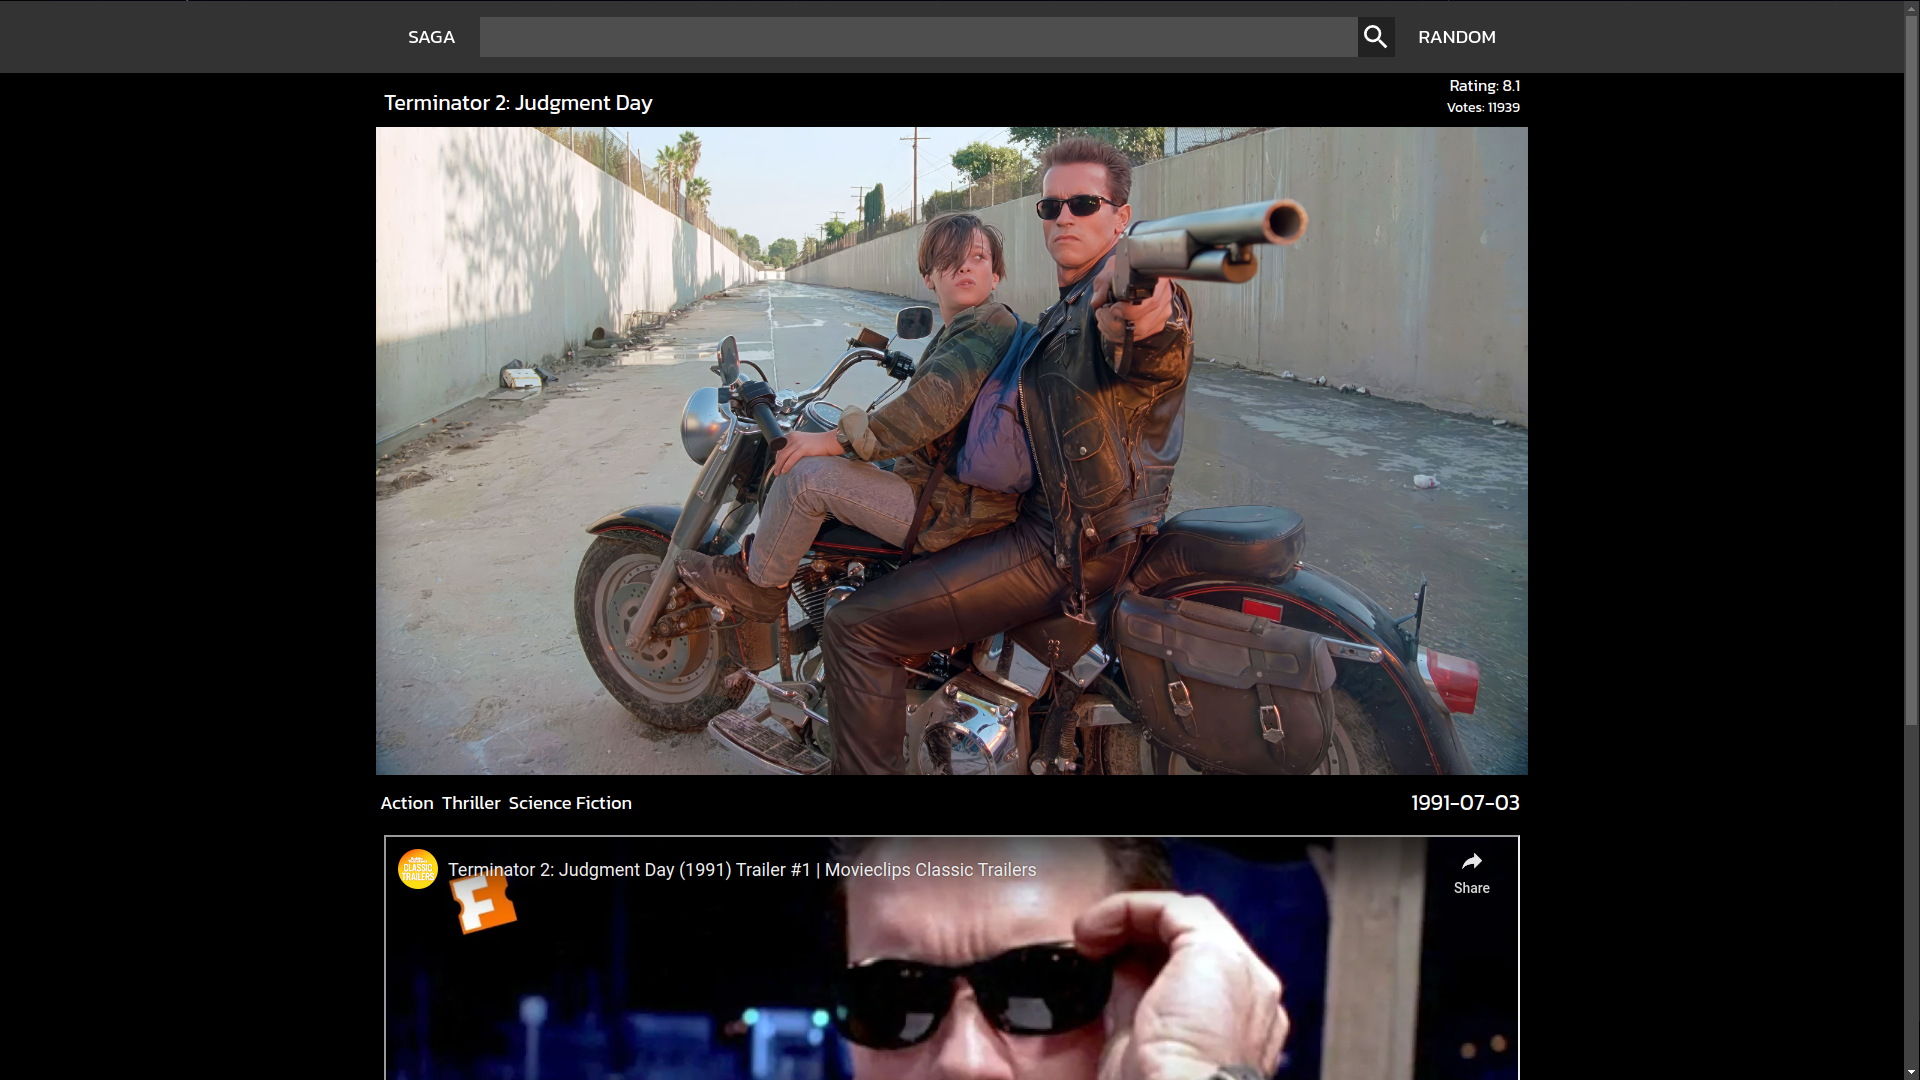 SAGA
RANDOM
Terminator 2: Judgment Day
Rating: 8.1
Votes: 11939
Action Thriller Science Fiction
1991-07-03
CLASSIC
TRAILERS
Terminator 2: Judgment Day (1991) Trailer #1 | Movieclips Classic Trailers
Share
F